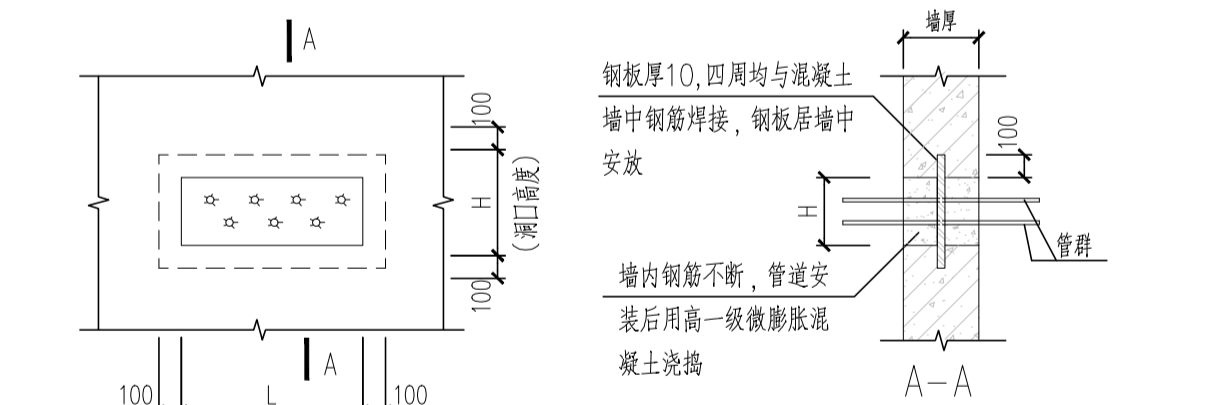 A
100
H
(洞口高度)
100
A
100
L
100
墙厚
钢板厚10,四周均与混凝土
墙中钢筋焊接,钢板居墙中
安放
100
H
管群
墙内钢筋不断,管道安
装后用高一级微膨胀混
凝土浇捣
A-A